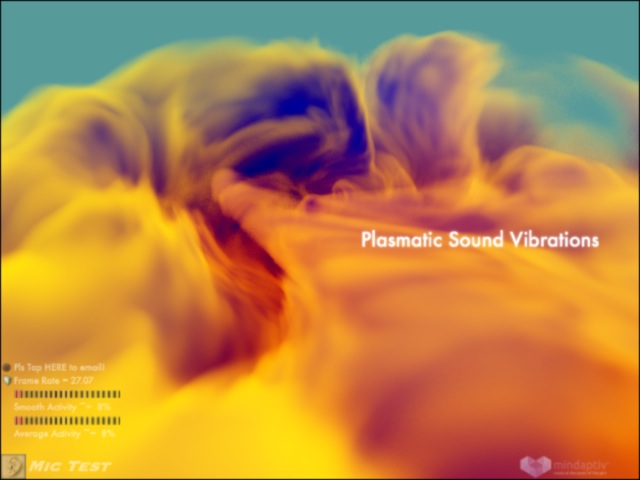 Plasmatic Sound Vibrations
Pls Tap HERE to email!
Frame Rate = 27.07
Smooth Activity ~= 8%
Average Activity ~= 8%
MIC TEST
mindaptiv